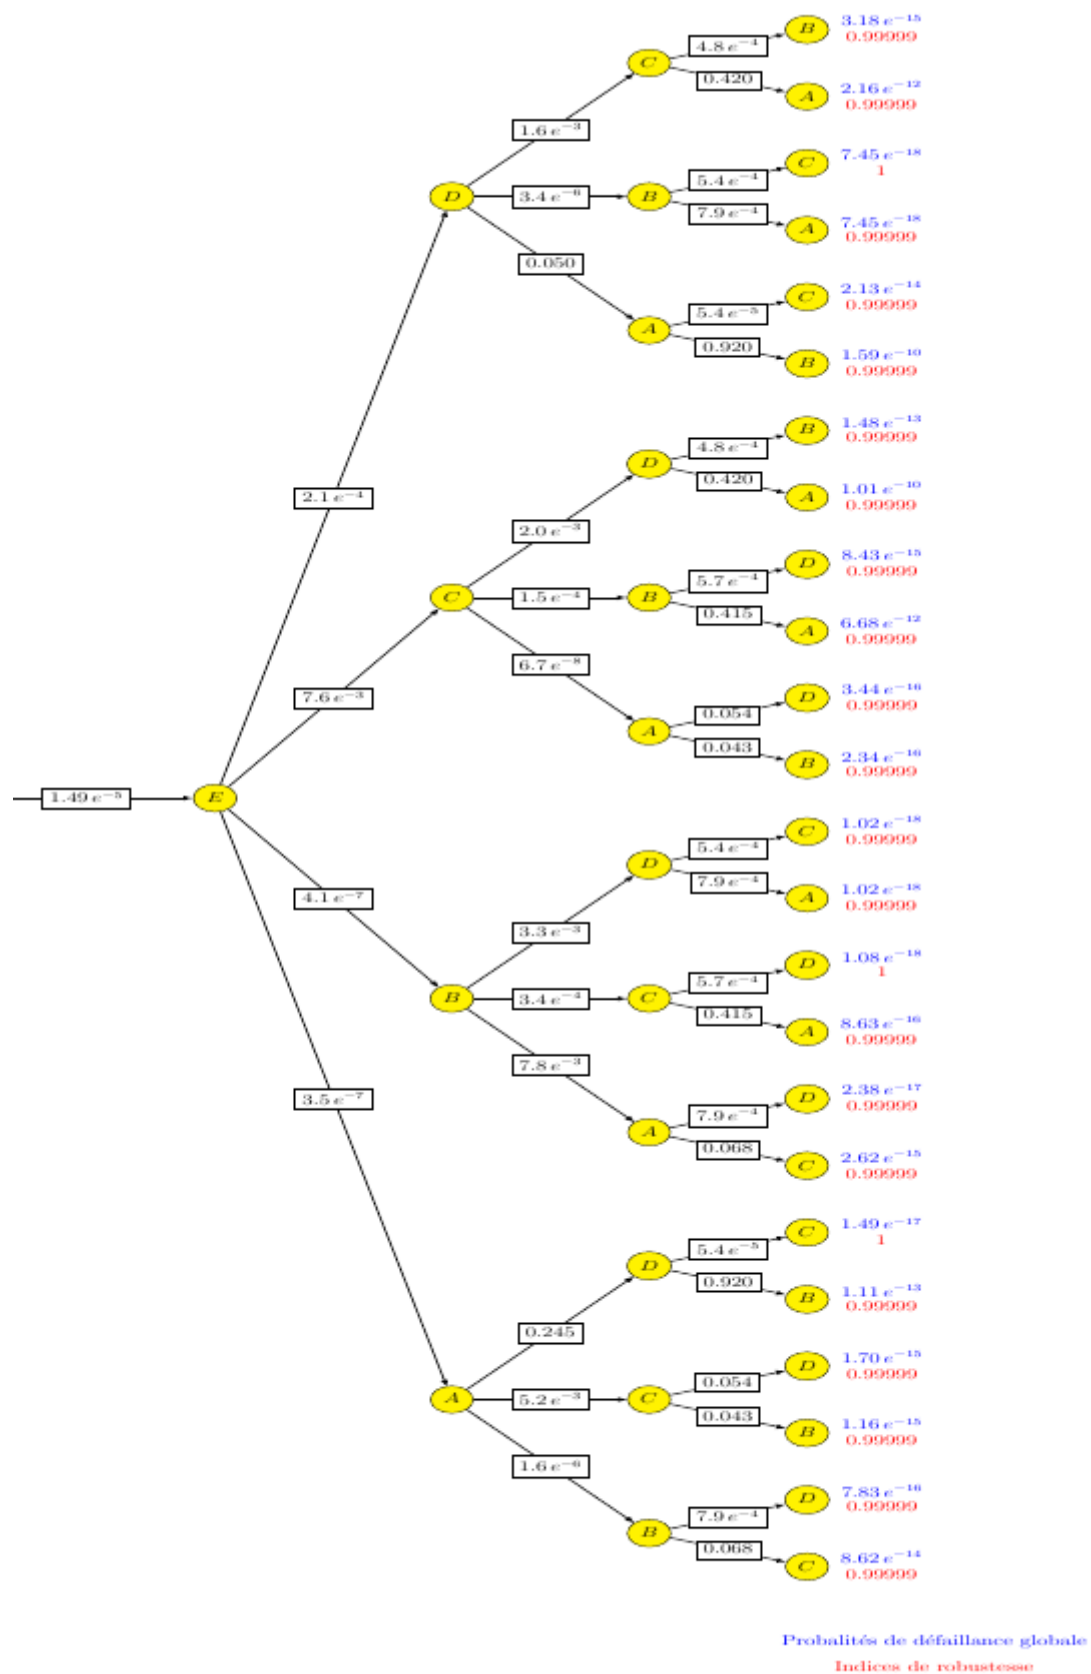 B 3.18 e⁻¹⁵
4.8 e⁻⁴ 0.99999
C
0.420 2.16 e⁻¹²
A 0.99999
1.6 e⁻³
C 7.45 e⁻¹⁸
5.4 e⁻⁴ 1
D 3.4 e⁻⁶ B
7.9 e⁻⁴ 7.45 e⁻¹⁸
A 0.99999
0.050
C 2.13 e⁻¹⁴
5.4 e⁻⁵ 0.99999
A
0.920 1.59 e⁻¹⁰
B 0.99999
B 1.48 e⁻¹³
4.8 e⁻⁴ 0.99999
D
0.420 1.01 e⁻¹⁰
2.1 e⁻⁴ A 0.99999
2.0 e⁻³
D 8.43 e⁻¹⁵
5.7 e⁻⁴ 0.99999
C 1.5 e⁻⁴ B
0.415 6.68 e⁻¹²
A 0.99999
6.7 e⁻⁸
7.6 e⁻³ D 3.44 e⁻¹⁶
0.054 0.99999
A
0.043 2.34 e⁻¹⁶
B 0.99999
1.49 e⁻⁵ E
C 1.02 e⁻¹⁸
5.4 e⁻⁴ 0.99999
D
7.9 e⁻⁴ 1.02 e⁻¹⁸
4.1 e⁻⁷ A 0.99999
3.3 e⁻³
D 1.08 e⁻¹⁸
5.7 e⁻⁴ 1
B 3.4 e⁻⁴ C
0.415 8.63 e⁻¹⁶
A 0.99999
7.8 e⁻³
3.5 e⁻⁷ D 2.38 e⁻¹⁷
7.9 e⁻⁴ 0.99999
A
0.068 2.62 e⁻¹⁵
C 0.99999
C 1.49 e⁻¹⁷
5.4 e⁻⁵ 1
D
0.920 1.11 e⁻¹³
B 0.99999
0.245
D 1.70 e⁻¹⁵
0.054 0.99999
A 5.2 e⁻³ C
0.043 1.16 e⁻¹⁵
B 0.99999
1.6 e⁻⁶
D 7.83 e⁻¹⁶
7.9 e⁻⁴ 0.99999
B
0.068 8.62 e⁻¹⁴
C 0.99999
Probalités de défaillance globale
Indices de robustesse